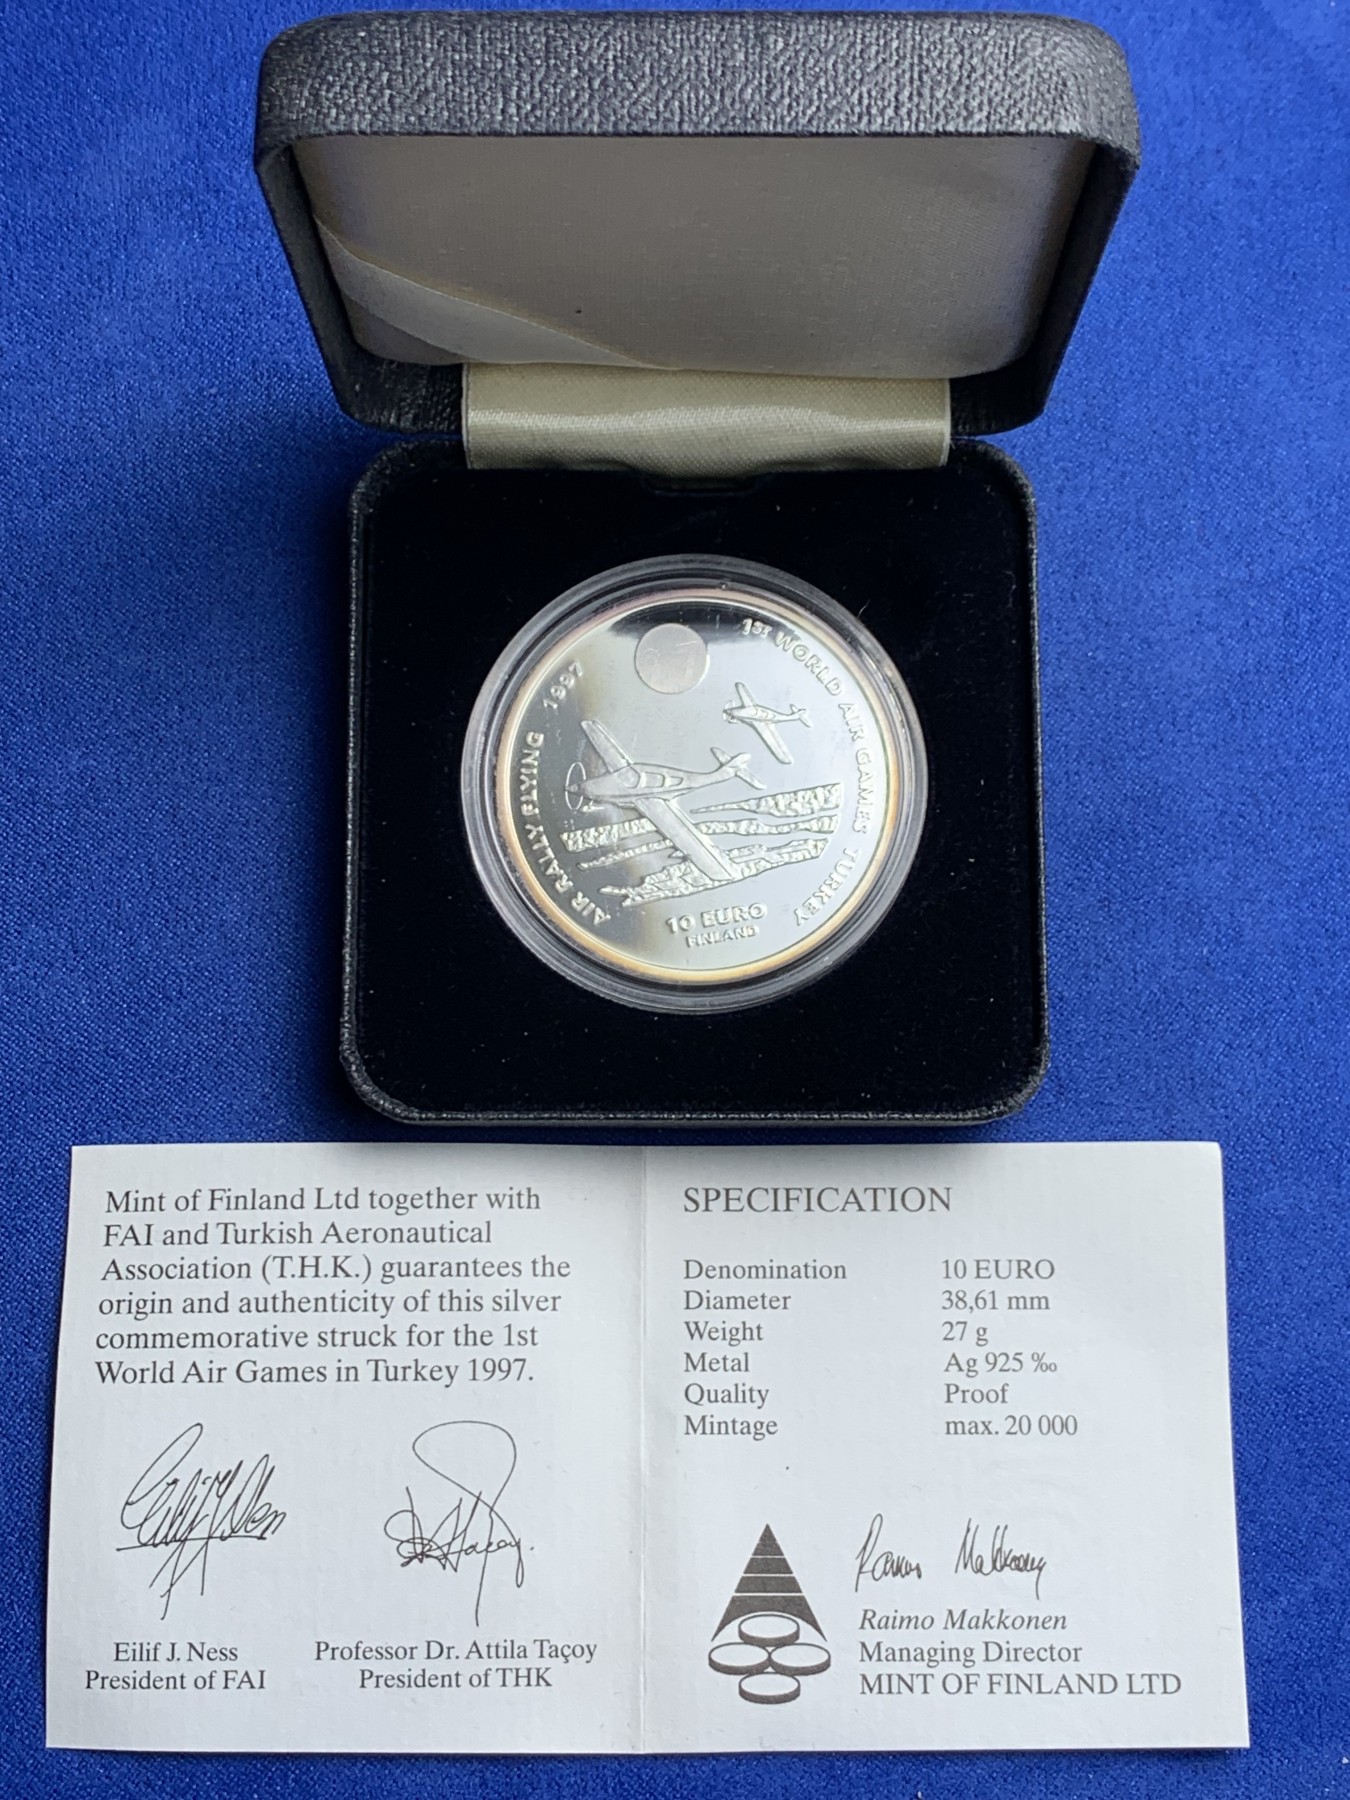 1ST WORLD AIR GAMES TURKEY
AIR RALLY FLYING 1997
10 EURO
FINLAND
Mint of Finland Ltd together with
FAI and Turkish Aeronautical
Association (T.H.K.) guarantees the
origin and authenticity of this silver
commemorative struck for the 1st
World Air Games in Turkey 1997.
Eilif J. Ness
President of FAI
Professor Dr. Attila Taçoy
President of THK
SPECIFICATION
Denomination 10 EURO
Diameter 38,61 mm
Weight 27 g
Metal Ag 925 ‰
Quality Proof
Mintage max. 20 000
Raimo Makkonen
Raimo Makkonen
Managing Director
MINT OF FINLAND LTD